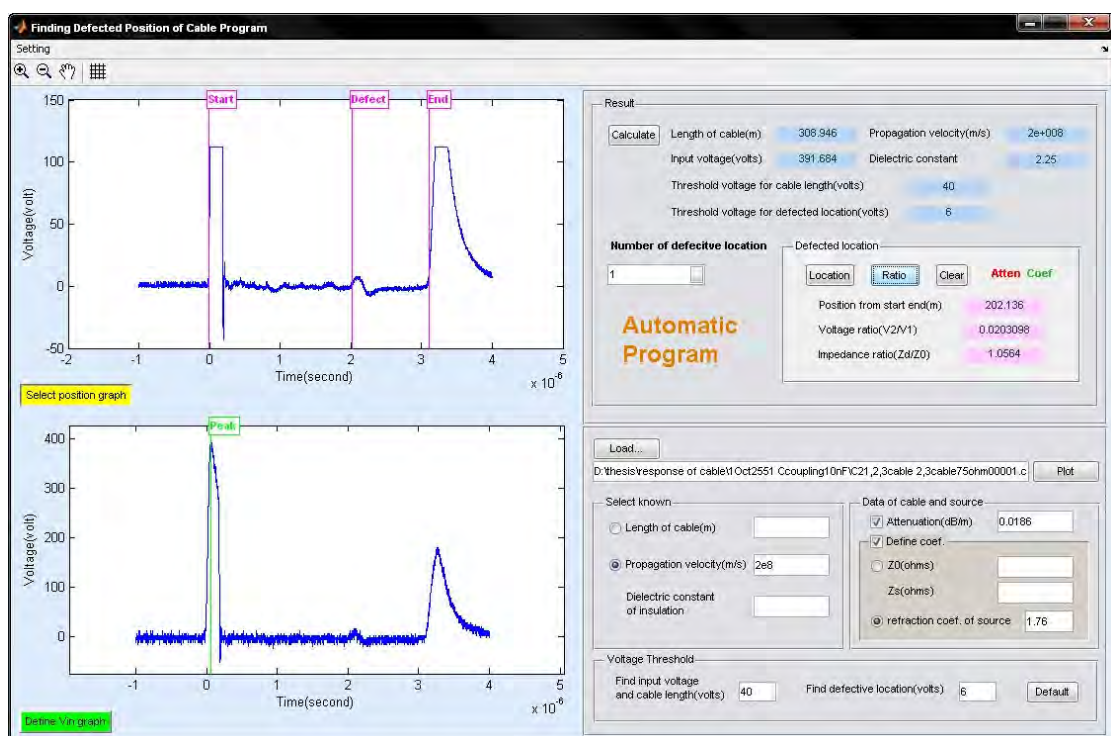 Finding Defected Position of Cable Program
Setting
Start Defect End
150
100
50
0
-50
Voltage(volt)
-2 -1 0 1 2 3 4 5
Time(second)
x 10^-6
Select position graph
Peak
400
300
200
100
0
Voltage(volt)
-1 0 1 2 3 4 5
Time(second)
x 10^-6
Define Vin graph
Result
Calculate Length of cable(m) 308.946 Propagation velocity(m/s) 2e+008
Input voltage(volts) 391.684 Dielectric constant 2.25
Threshold voltage for cable length(volts) 40
Threshold voltage for defected location(volts) 6
Number of defecitve location
1
Automatic
Program
Defected location
Location Ratio Clear Atten Coef
Position from start end(m) 202.136
Voltage ratio(V2/V1) 0.0203098
Impedance ratio(Zd/Z0) 1.0564
Load...
D:\thesis\response of cable\1Oct2551 Ccoupling10nF\C21,2,3cable 2,3cable75ohm00001.c Plot
Select known
Length of cable(m)
Propagation velocity(m/s) 2e8
Dielectric constant
of insulation
Data of cable and source
Attenuation(dB/m) 0.0186
Define coef.
Z0(ohms)
Zs(ohms)
refraction coef. of source 1.76
Voltage Threshold
Find input voltage
and cable length(volts) 40
Find defective location(volts) 6
Default